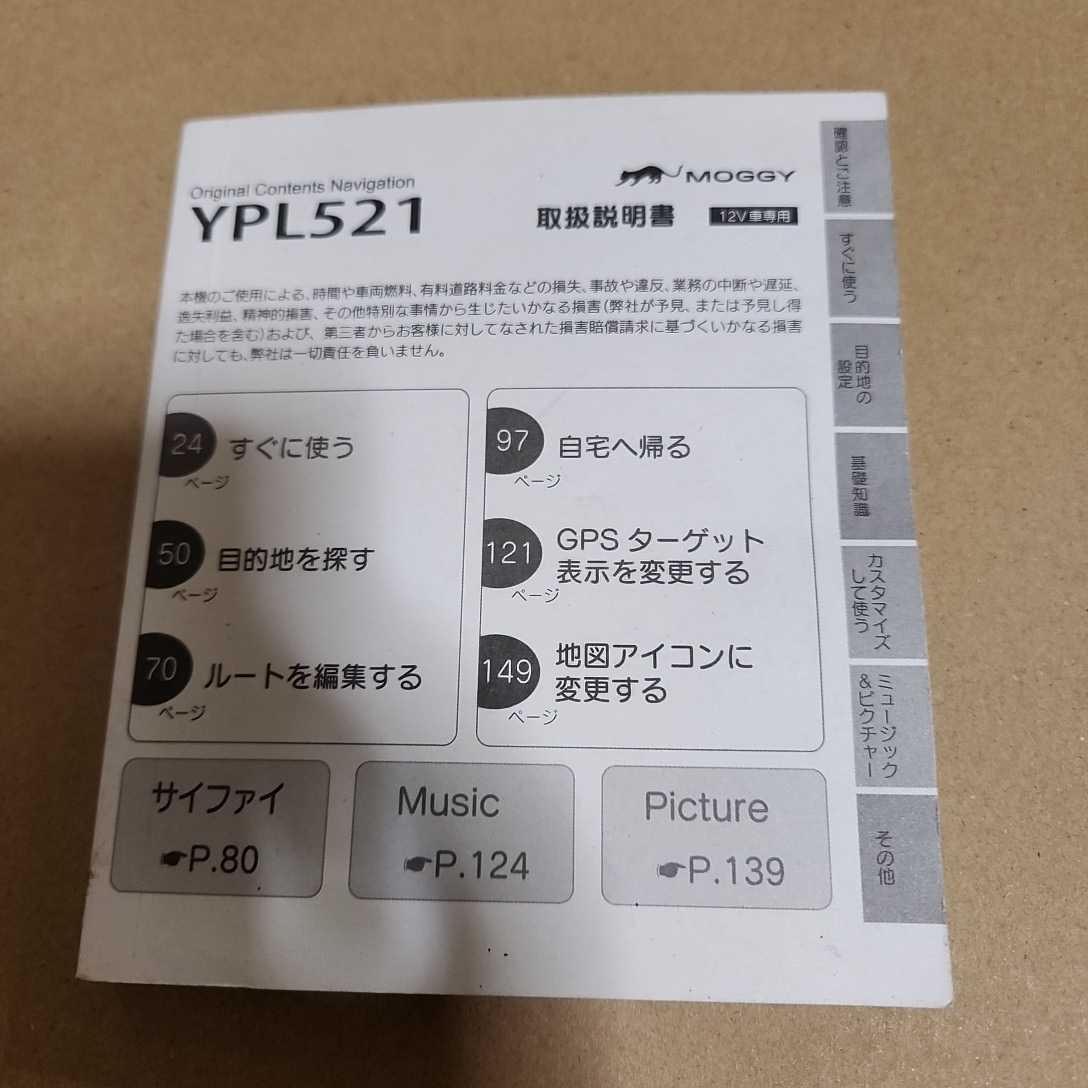 Original Contents Navigation
YPL521
MOGGY
取扱説明書
12V車専用
本機のご使用による、時間や車両燃料、有料道路料金などの損失、事故や違反、業務の中断や遅延、
逸失利益、精神的損害、その他特別な事情から生じたいかなる損害(弊社が予見、または予見し得
た場合を含む)および、第三者からお客様に対してなされた損害賠償請求に基づくいかなる損害
に対しても、弊社は一切責任を負いません。
24 すぐに使う
ページ
50 目的地を探す
ページ
70 ルートを編集する
ページ
97 自宅へ帰る
ページ
121 GPSターゲット
表示を変更する
ページ
149 地図アイコンに
変更する
ページ
サイファイ
☛P.80
Music
☛P.124
Picture
☛P.139
確認とご注意
すぐに使う
目的地の
設定
基礎知識
カスタマイズ
して使う
ミュージック
&ピクチャー
その他